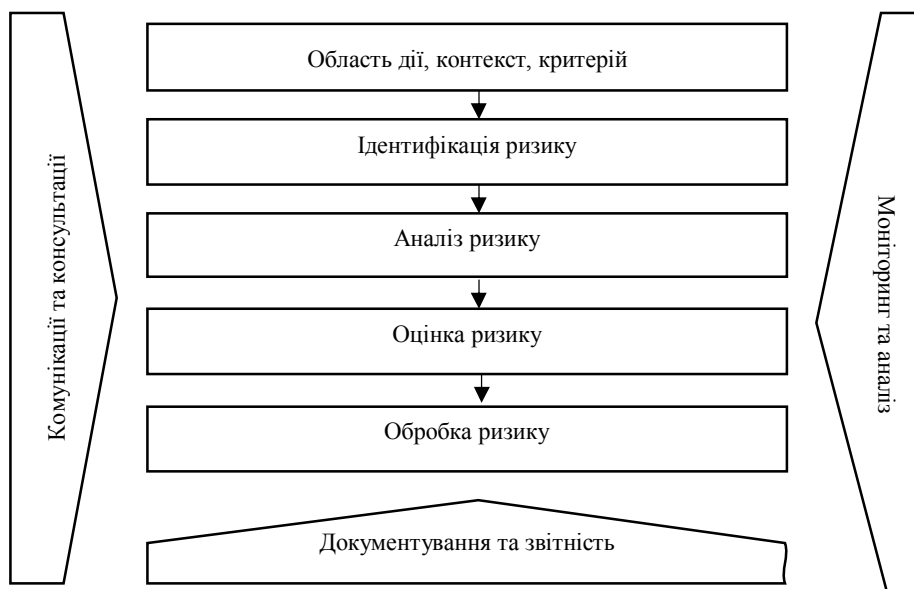 Область дії, контекст, критерій
Ідентифікація ризику
Аналіз ризику
Оцінка ризику
Обробка ризику
Документування та звітність
Комунікації та консультації
Моніторинг та аналіз